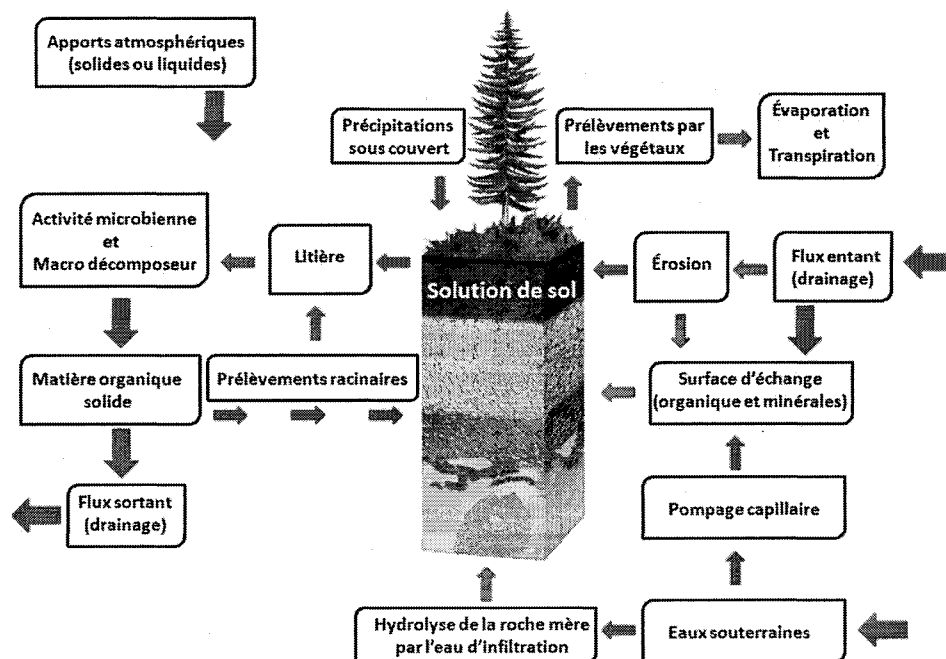 Apports atmosphériques
(solides ou liquides)
Précipitations
sous couvert
Prélèvements par
les végétaux
Évaporation
et
Transpiration
Activité microbienne
et
Macro décomposeur
Litière
Solution de sol
Érosion
Flux entant
(drainage)
Matière organique
solide
Prélèvements racinaires
Surface d'échange
(organique et minérales)
Flux sortant
(drainage)
Pompage capillaire
Hydrolyse de la roche mère
par l'eau d'infiltration
Eaux souterraines